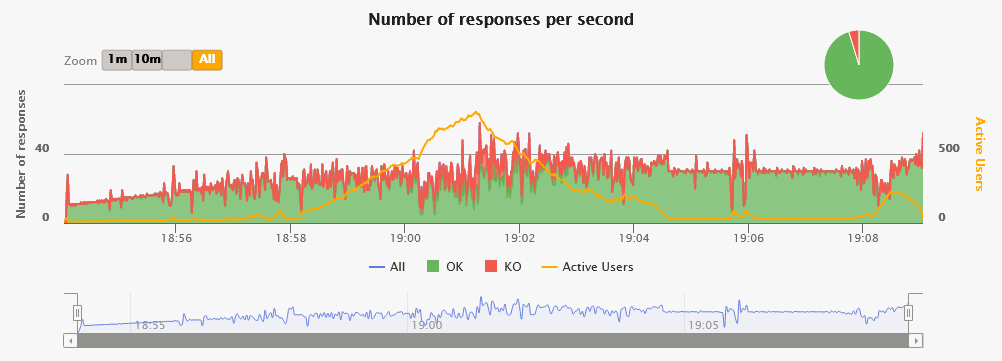 Number of responses per second
Zoom 1m 10m All
Number of responses
40
0
500
0
Active Users
18:56 18:58 19:00 19:02 19:04 19:06 19:08
All OK KO Active Users
18:55 19:00 19:05